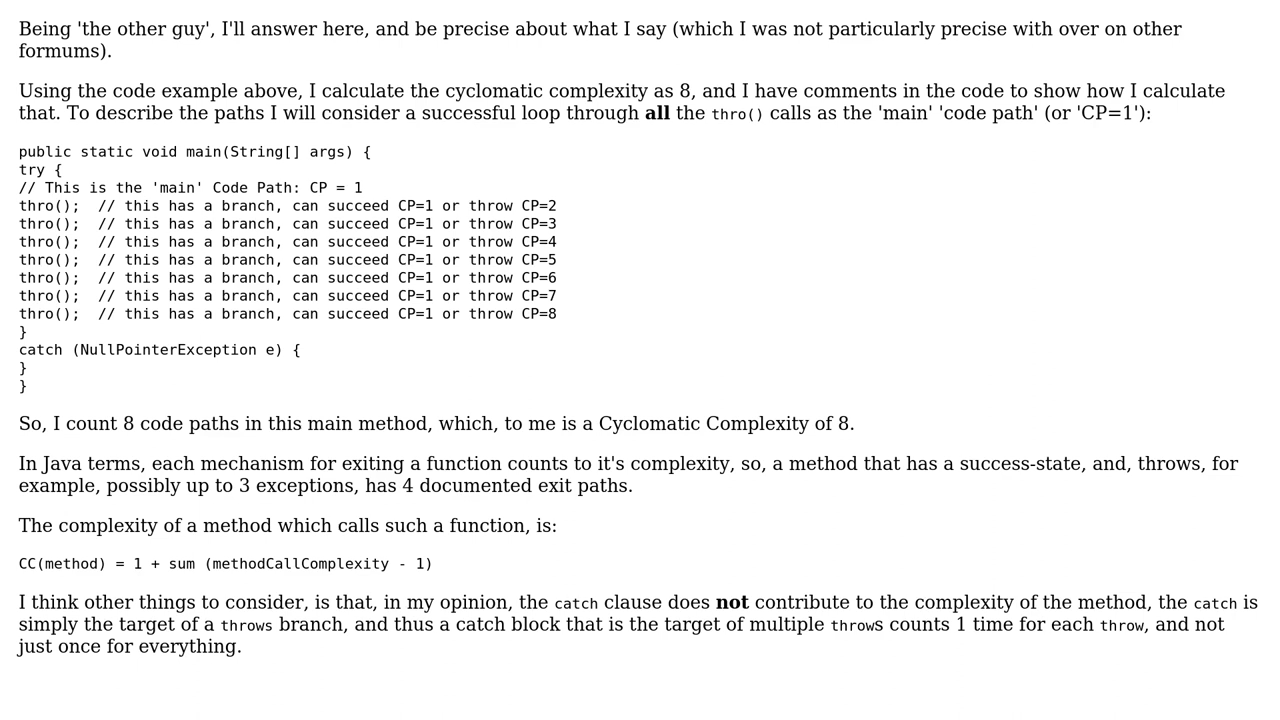 Being 'the other guy', I'll answer here, and be precise about what I say (which I was not particularly precise with over on other
formums).
Using the code example above, I calculate the cyclomatic complexity as 8, and I have comments in the code to show how I calculate
that. To describe the paths I will consider a successful loop through all the thro() calls as the 'main' 'code path' (or 'CP=1'):
public static void main(String[] args) {
try {
// This is the 'main' Code Path: CP = 1
thro();  // this has a branch, can succeed CP=1 or throw CP=2
thro();  // this has a branch, can succeed CP=1 or throw CP=3
thro();  // this has a branch, can succeed CP=1 or throw CP=4
thro();  // this has a branch, can succeed CP=1 or throw CP=5
thro();  // this has a branch, can succeed CP=1 or throw CP=6
thro();  // this has a branch, can succeed CP=1 or throw CP=7
thro();  // this has a branch, can succeed CP=1 or throw CP=8
}
catch (NullPointerException e) {
}
}
So, I count 8 code paths in this main method, which, to me is a Cyclomatic Complexity of 8.
In Java terms, each mechanism for exiting a function counts to it's complexity, so, a method that has a success-state, and, throws, for
example, possibly up to 3 exceptions, has 4 documented exit paths.
The complexity of a method which calls such a function, is:
CC(method) = 1 + sum (methodCallComplexity - 1)
I think other things to consider, is that, in my opinion, the catch clause does not contribute to the complexity of the method, the catch is
simply the target of a throws branch, and thus a catch block that is the target of multiple throws counts 1 time for each throw, and not
just once for everything.